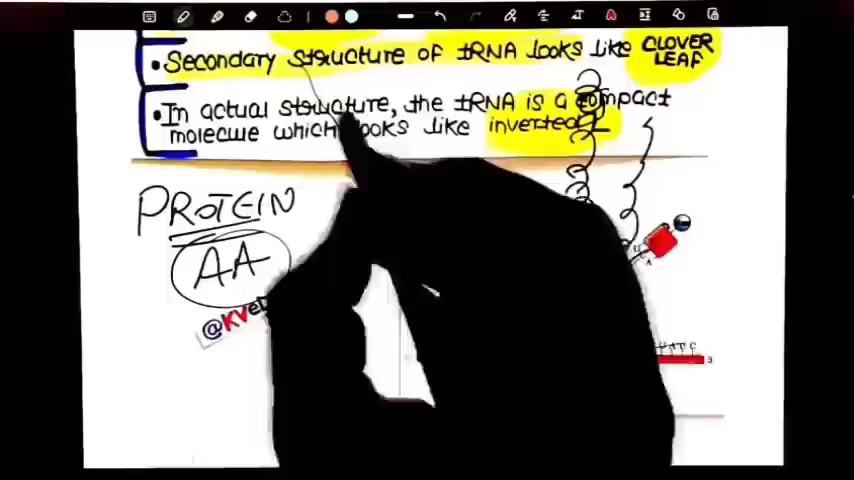 • Secondary structure of tRNA looks like CLOVER LEAF
• In actual structure, the tRNA is a compact
molecule which looks like inverted L
PROTEIN
AA
@KVeD